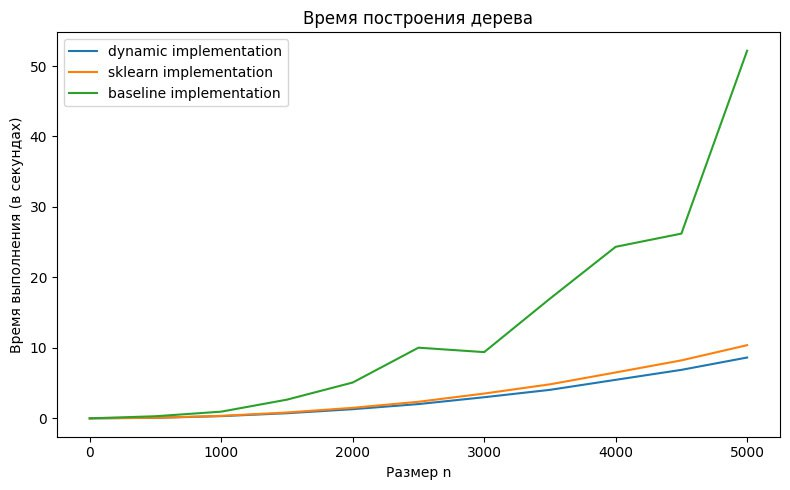 Время построения дерева
dynamic implementation
sklearn implementation
baseline implementation
Время выполнения (в секундах)
50
40
30
20
10
0
0 1000 2000 3000 4000 5000
Размер n